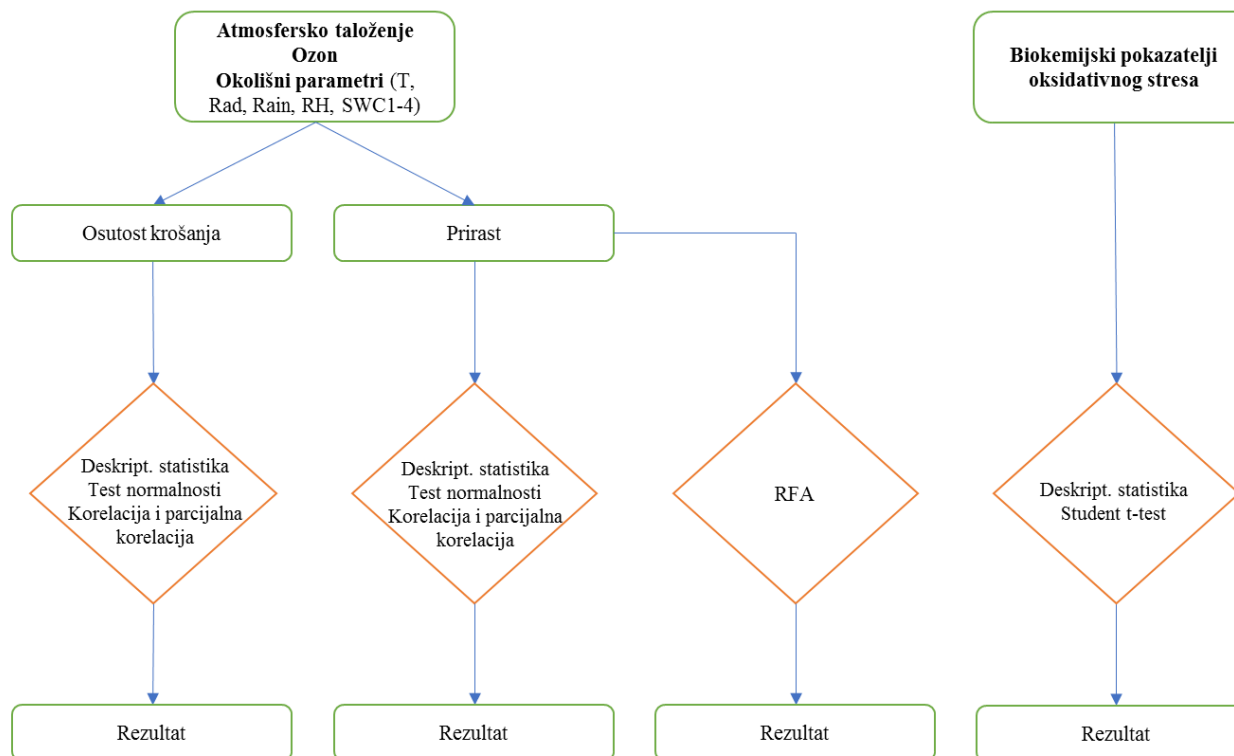 Atmosfersko taloženje
Ozon
Okolišni parametri (T,
Rad, Rain, RH, SWC1-4)
Biokemijski pokazatelji
oksidativnog stresa
Osutost krošanja
Prirast
Deskript. statistika
Test normalnosti
Korelacija i parcijalna
korelacija
Deskript. statistika
Test normalnosti
Korelacija i parcijalna
korelacija
RFA
Deskript. statistika
Student t-test
Rezultat
Rezultat
Rezultat
Rezultat